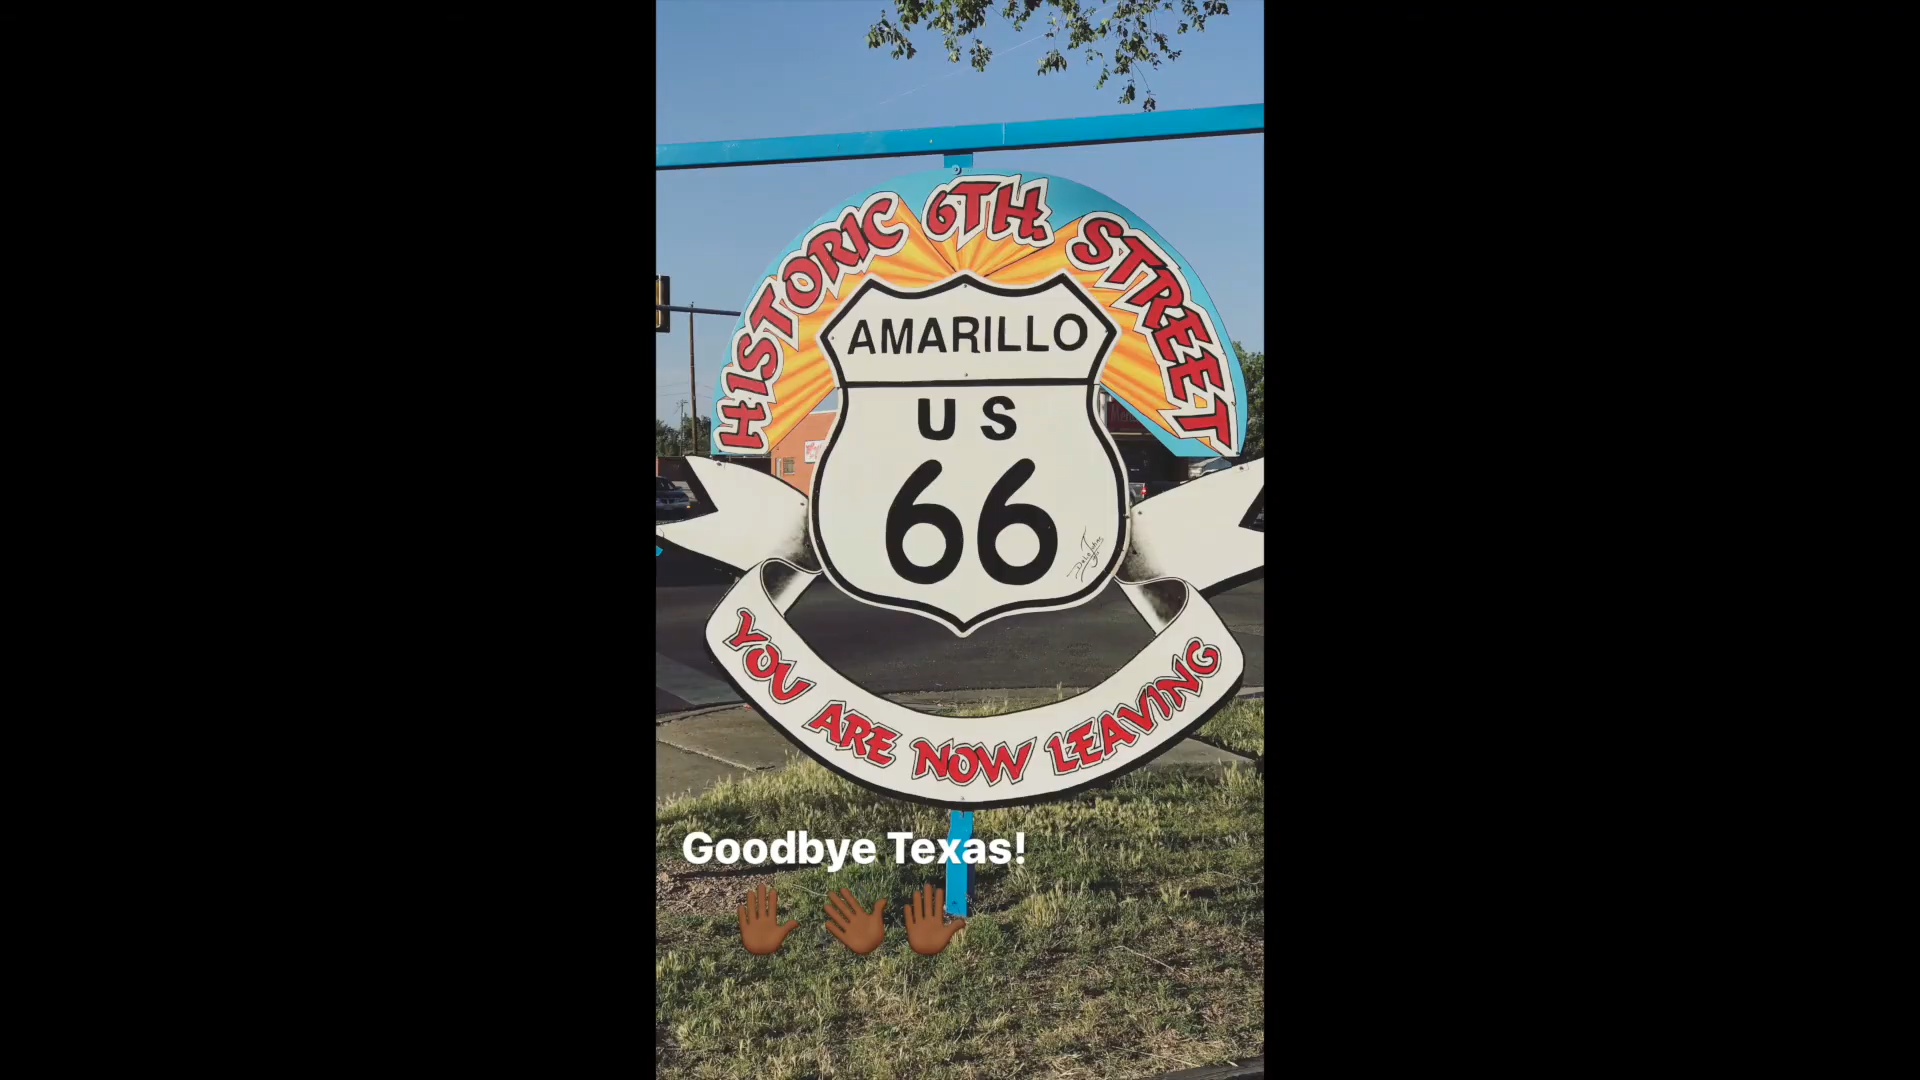 HISTORIC 6TH. STREET
AMARILLO
US
66
YOU ARE NOW LEAVING
Goodbye Texas!